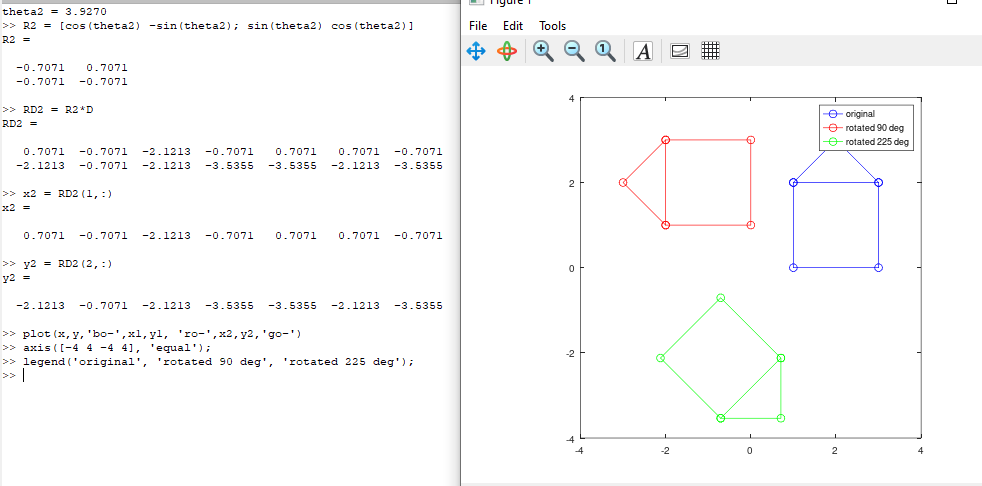 theta2 = 3.9270
>> R2 = [cos(theta2) -sin(theta2); sin(theta2) cos(theta2)]
R2 =
-0.7071 0.7071
-0.7071 -0.7071
>> RD2 = R2*D
RD2 =
0.7071 -0.7071 -2.1213 -0.7071 0.7071 0.7071 -0.7071
-2.1213 -0.7071 -2.1213 -3.5355 -3.5355 -2.1213 -3.5355
>> x2 = RD2(1,:)
x2 =
0.7071 -0.7071 -2.1213 -0.7071 0.7071 0.7071 -0.7071
>> y2 = RD2(2,:)
y2 =
-2.1213 -0.7071 -2.1213 -3.5355 -3.5355 -2.1213 -3.5355
>> plot(x,y,'bo-',x1,y1, 'ro-',x2,y2,'go-')
>> axis([-4 4 -4 4], 'equal');
>> legend('original', 'rotated 90 deg', 'rotated 225 deg');
>>
Figure 1
File Edit Tools
1 A
original
rotated 90 deg
rotated 225 deg
4
2
0
-2
-4
-4 -2 0 2 4